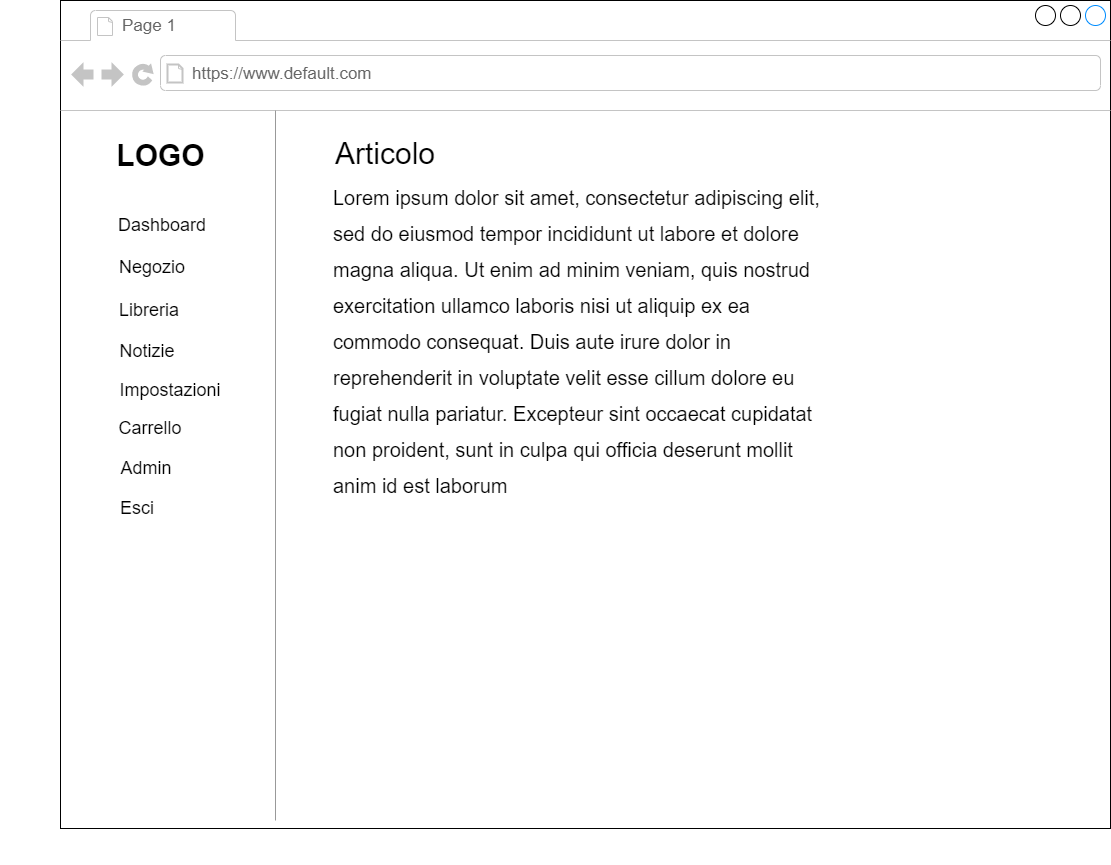 Page 1
https://www.default.com
LOGO
Dashboard
Negozio
Libreria
Notizie
Impostazioni
Carrello
Admin
Esci
Articolo
Lorem ipsum dolor sit amet, consectetur adipiscing elit,
sed do eiusmod tempor incididunt ut labore et dolore
magna aliqua. Ut enim ad minim veniam, quis nostrud
exercitation ullamco laboris nisi ut aliquip ex ea
commodo consequat. Duis aute irure dolor in
reprehenderit in voluptate velit esse cillum dolore eu
fugiat nulla pariatur. Excepteur sint occaecat cupidatat
non proident, sunt in culpa qui officia deserunt mollit
anim id est laborum